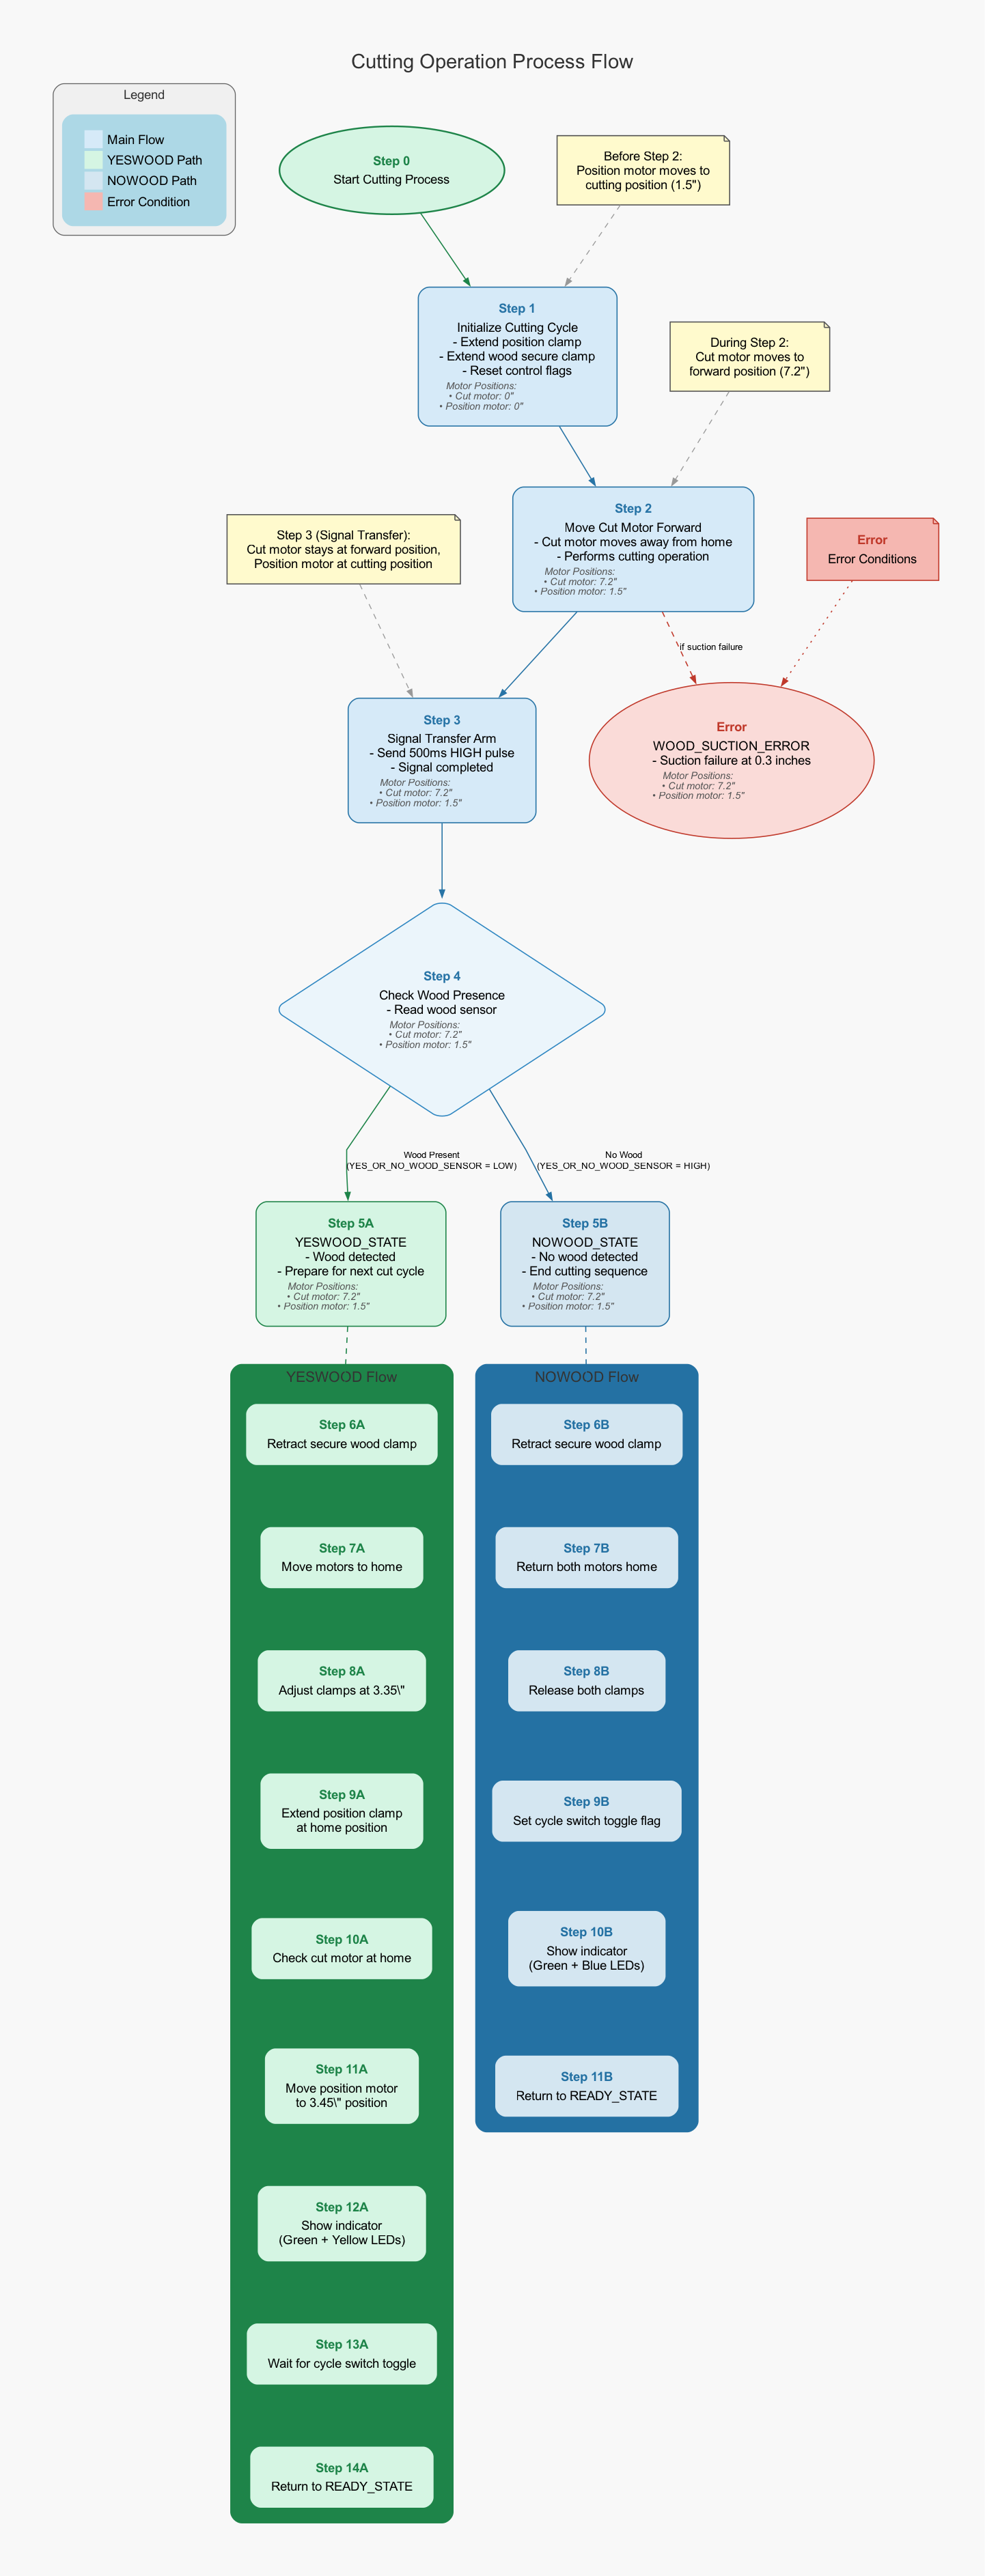 Cutting Operation Process Flow
Legend
Main Flow
YESWOOD Path
NOWOOD Path
Error Condition
Step 0
Start Cutting Process
Before Step 2:
Position motor moves to
cutting position (1.5")
Step 1
Initialize Cutting Cycle
- Extend position clamp
- Extend wood secure clamp
- Reset control flags
Motor Positions:
• Cut motor: 0"
• Position motor: 0"
During Step 2:
Cut motor moves to
forward position (7.2")
Step 2
Move Cut Motor Forward
- Cut motor moves away from home
- Performs cutting operation
Motor Positions:
• Cut motor: 7.2"
• Position motor: 1.5"
Step 3 (Signal Transfer):
Cut motor stays at forward position,
Position motor at cutting position
Error
Error Conditions
if suction failure
Step 3
Signal Transfer Arm
- Send 500ms HIGH pulse
- Signal completed
Motor Positions:
• Cut motor: 7.2"
• Position motor: 1.5"
Error
WOOD_SUCTION_ERROR
- Suction failure at 0.3 inches
Motor Positions:
• Cut motor: 7.2"
• Position motor: 1.5"
Step 4
Check Wood Presence
- Read wood sensor
Motor Positions:
• Cut motor: 7.2"
• Position motor: 1.5"
Wood Present
(YES_OR_NO_WOOD_SENSOR = LOW)
No Wood
(YES_OR_NO_WOOD_SENSOR = HIGH)
Step 5A
YESWOOD_STATE
- Wood detected
- Prepare for next cut cycle
Motor Positions:
• Cut motor: 7.2"
• Position motor: 1.5"
Step 5B
NOWOOD_STATE
- No wood detected
- End cutting sequence
Motor Positions:
• Cut motor: 7.2"
• Position motor: 1.5"
YESWOOD Flow
Step 6A
Retract secure wood clamp
Step 7A
Move motors to home
Step 8A
Adjust clamps at 3.35\"
Step 9A
Extend position clamp
at home position
Step 10A
Check cut motor at home
Step 11A
Move position motor
to 3.45\" position
Step 12A
Show indicator
(Green + Yellow LEDs)
Step 13A
Wait for cycle switch toggle
Step 14A
Return to READY_STATE
NOWOOD Flow
Step 6B
Retract secure wood clamp
Step 7B
Return both motors home
Step 8B
Release both clamps
Step 9B
Set cycle switch toggle flag
Step 10B
Show indicator
(Green + Blue LEDs)
Step 11B
Return to READY_STATE